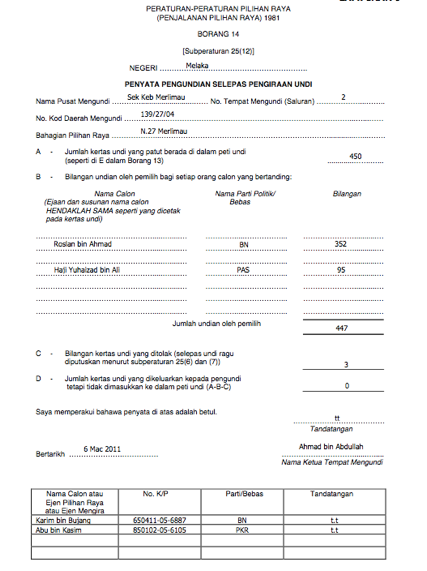 PERATURAN-PERATURAN PILIHAN RAYA
(PENJALANAN PILIHAN RAYA) 1981
BORANG 14
[Subperaturan 25(12)]
NEGERI ..... Melaka .....
PENYATA PENGUNDIAN SELEPAS PENGIRAAN UNDI
Nama Pusat Mengundi ..... Sek Keb Merlimau ..... No. Tempat Mengundi (Saluran) ..... 2 .....
No. Kod Daerah Mengundi ..... 139/27/04 .....
Bahagian Pilihan Raya ..... N.27 Merlimau .....
A - Jumlah kertas undi yang patut berada di dalam peti undi
(seperti di E dalam Borang 13) 450
B - Bilangan undian oleh pemilih bagi setiap orang calon yang bertanding:
Nama Calon Nama Parti Politik/ Bilangan
(Ejaan dan susunan nama calon Bebas
HENDAKLAH SAMA seperti yang dicetak
pada kertas undi)
Roslan bin Ahmad BN 352
Haji Yuhaizad bin Ali PAS 95
Jumlah undian oleh pemilih 447
C - Bilangan kertas undi yang ditolak (selepas undi ragu
diputuskan menurut subperaturan 25(6) dan (7)) 3
D - Jumlah kertas undi yang dikeluarkan kepada pengundi
tetapi tidak dimasukkan ke dalam peti undi (A-B-C) 0
Saya memperakui bahawa penyata di atas adalah betul.
tt
Tandatangan
Ahmad bin Abdullah
Bertarikh ..... 6 Mac 2011 .....
Nama Ketua Tempat Mengundi
Nama Calon atau No. K/P Parti/Bebas Tandatangan
Ejen Pilihan Raya
atau Ejen Mengira
Karim bin Bujang 650411-05-6887 BN t.t
Abu bin Kasim 850102-05-6105 PKR t.t